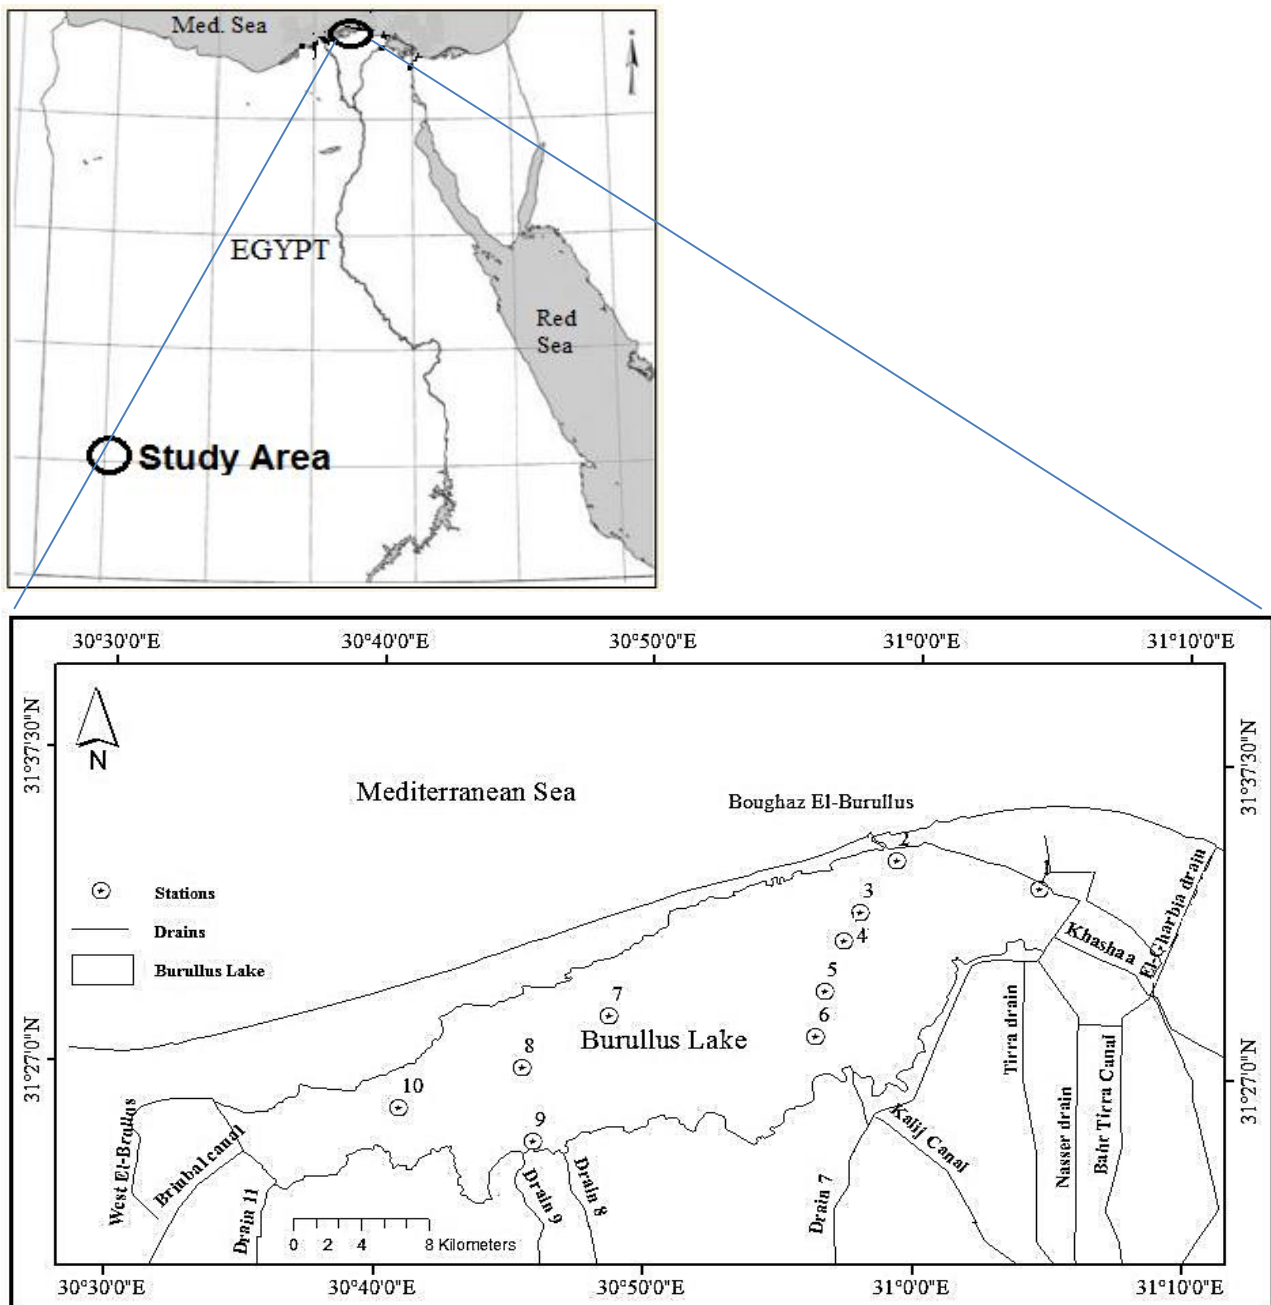 Med. Sea
EGYPT
Red
Sea
Study Area
30°30'0"E
30°40'0"E
30°50'0"E
31°0'0"E
31°10'0"E
31°37'30"N
31°37'30"N
N
Mediterranean Sea
Boughaz El-Burullus
2
1
Stations
3
4
Drains
Khashaa
El-Gharbia drain
Burullus Lake
5
7
6
Burullus Lake
8
31°27'0"N
31°27'0"N
10
9
West El-Brallus
Brinbal canal
Drain 11
Drain 9
Drain 8
Drain 7
Kalij Canal
Tirra drain
Nasser drain
Bahr Tirra Canal
0 2 4 8 Kilometers
30°30'0"E
30°40'0"E
30°50'0"E
31°0'0"E
31°10'0"E